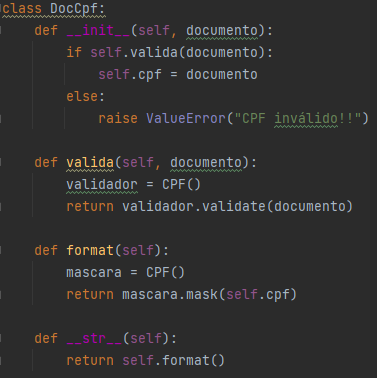 class DocCpf:
    def __init__(self, documento):
        if self.valida(documento):
            self.cpf = documento
        else:
            raise ValueError("CPF inválido!!")
    def valida(self, documento):
        validador = CPF()
        return validador.validate(documento)
    def format(self):
        mascara = CPF()
        return mascara.mask(self.cpf)
    def __str__(self):
        return self.format()